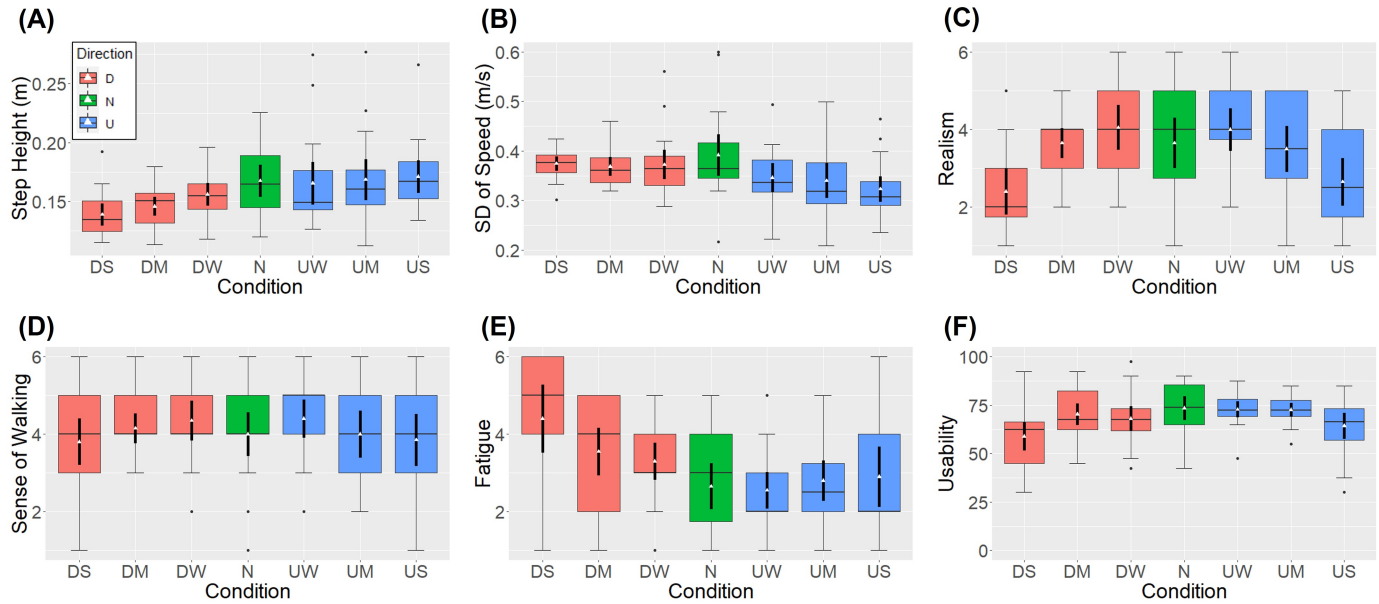 (A)
Step Height (m)
0.25
0.20
0.15
Direction
D
N
U
DS DM DW N UW UM US
Condition
(B)
SD of Speed (m/s)
0.6
0.5
0.4
0.3
0.2
DS DM DW N UW UM US
Condition
(C)
Realism
6
4
2
DS DM DW N UW UM US
Condition
(D)
Sense of Walking
6
4
2
DS DM DW N UW UM US
Condition
(E)
Fatigue
6
4
2
DS DM DW N UW UM US
Condition
(F)
Usability
100
75
50
25
0
DS DM DW N UW UM US
Condition